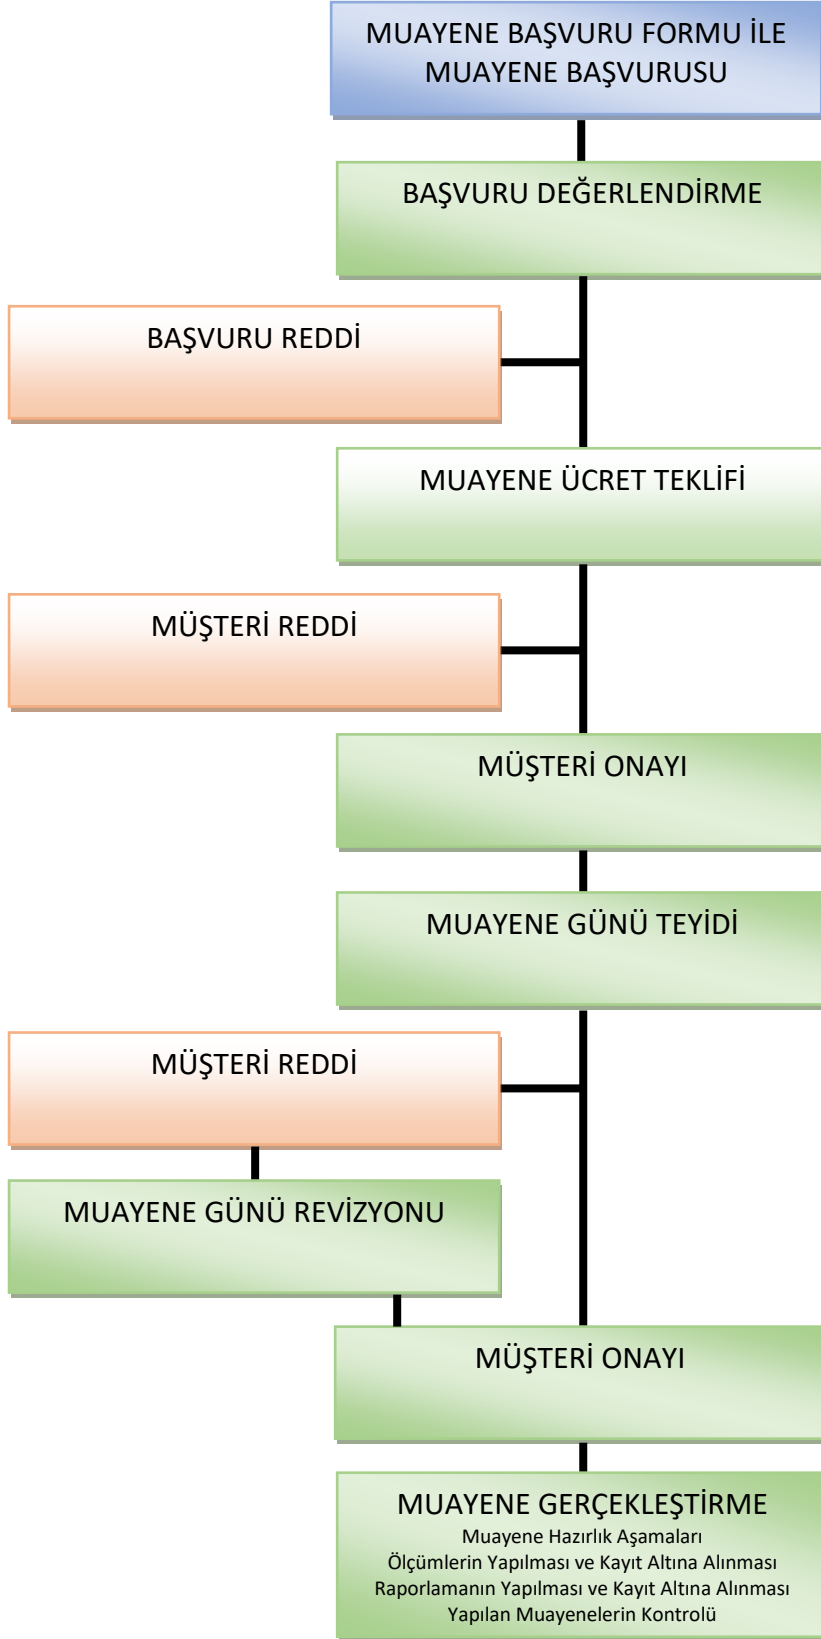 MUAYENE BAŞVURU FORMU İLE
MUAYENE BAŞVURUSU
BAŞVURU DEĞERLENDİRME
BAŞVURU REDDİ
MUAYENE ÜCRET TEKLİFİ
MÜŞTERİ REDDİ
MÜŞTERİ ONAYI
MUAYENE GÜNÜ TEYİDİ
MÜŞTERİ REDDİ
MUAYENE GÜNÜ REVİZYONU
MÜŞTERİ ONAYI
MUAYENE GERÇEKLEŞTİRME
Muayene Hazırlık Aşamaları
Ölçümlerin Yapılması ve Kayıt Altına Alınması
Raporlamanın Yapılması ve Kayıt Altına Alınması
Yapılan Muayenelerin Kontrolü